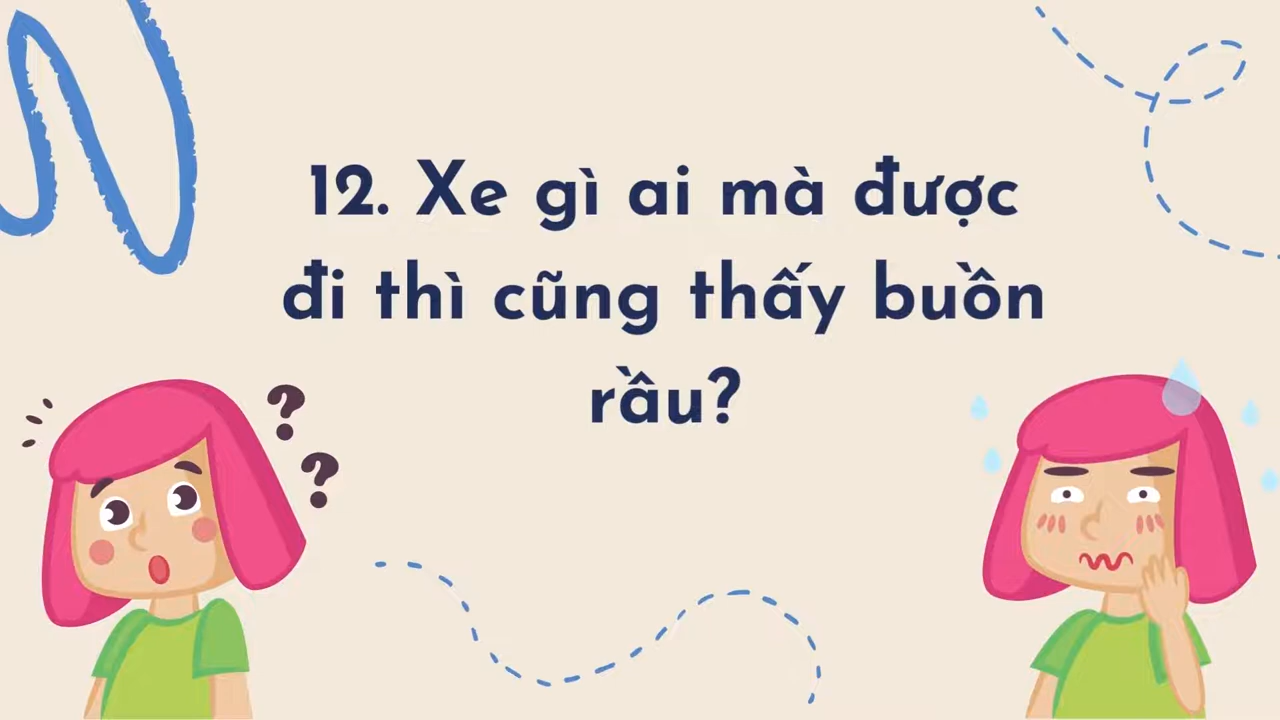 12. Xe gì ai mà được
đi thì cũng thấy buồn
rầu?
? 
?